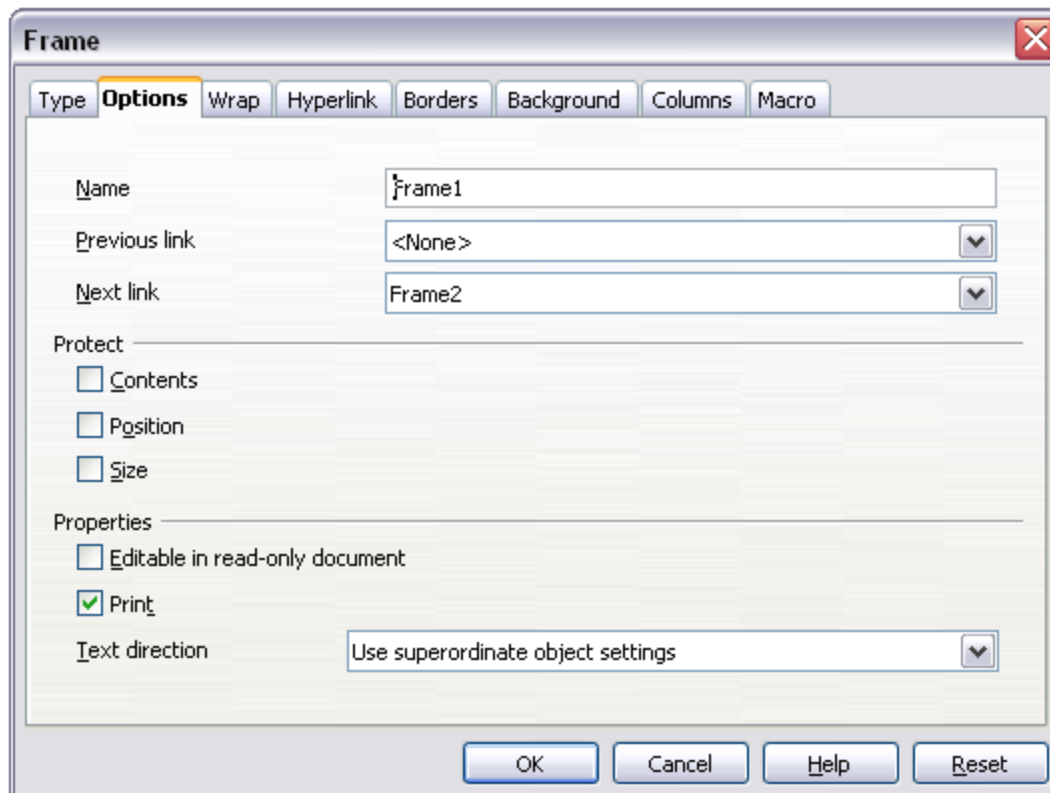 Frame
Type Options Wrap Hyperlink Borders Background Columns Macro
Name Frame1
Previous link <None>
Next link Frame2
Protect
Contents
Position
Size
Properties
Editable in read-only document
Print
Text direction Use superordinate object settings
OK Cancel Help Reset